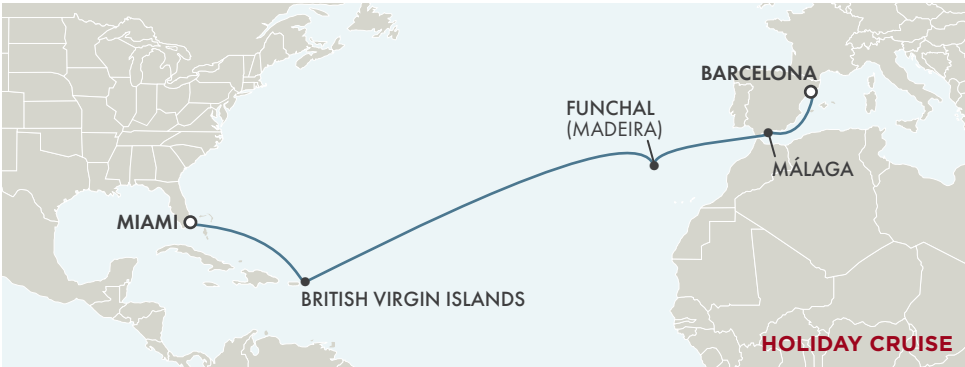 BARCELONA
FUNCHAL
(MADEIRA)
MÁLAGA
MIAMI
BRITISH VIRGIN ISLANDS
HOLIDAY CRUISE